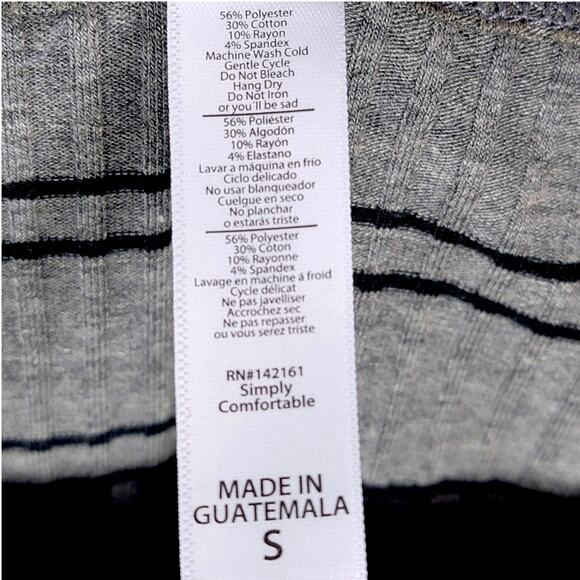 56% Polyester
30% Cotton
10% Rayon
4% Spandex
Machine Wash Cold
Gentle Cycle
Do Not Bleach
Hang Dry
Do Not Iron
or you'll be sad
56% Poliéster
30% Algodón
10% Rayón
4% Elastano
Lavar a máquina en frío
Ciclo delicado
No usar blanqueador
Cuelgue en seco
No planchar
o estarás triste
56% Polyester
30% Coton
10% Rayonne
4% Spandex
Lavage en machine á froid
Cycle délicat
Ne pas javelliser
Accrochez sec
Ne pas repasser
ou vous serez triste
RN#142161
Simply
Comfortable
MADE IN
GUATEMALA
S